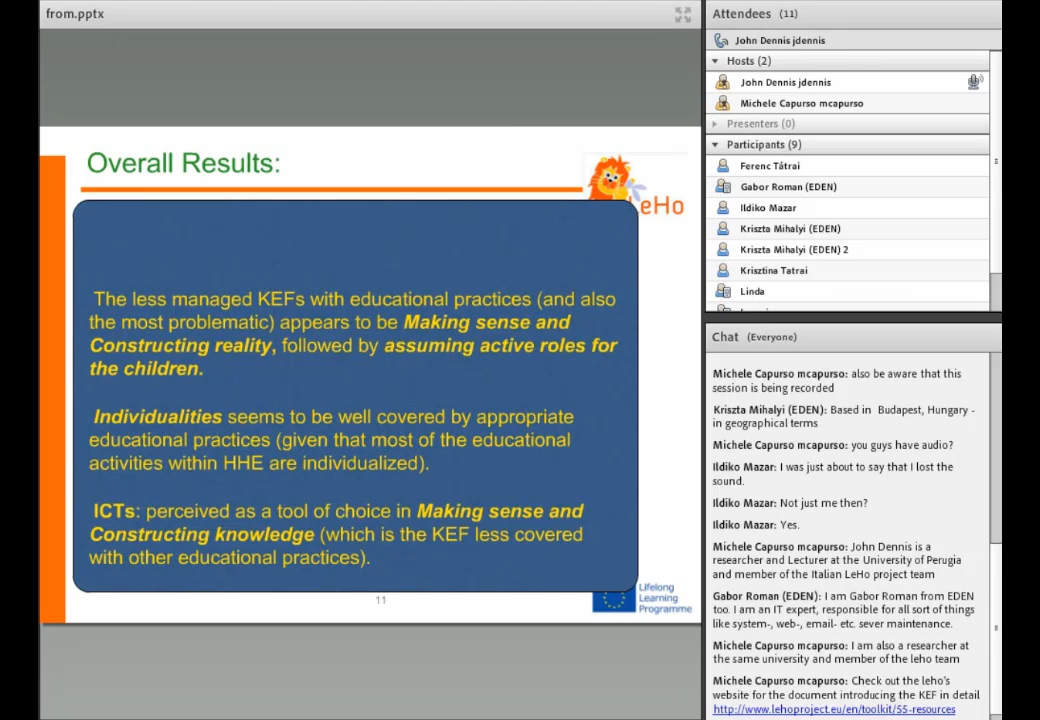 from.pptx
Overall Results:
LeHo
The less managed KEFs with educational practices (and also
the most problematic) appears to be Making sense and
Constructing reality, followed by assuming active roles for
the children.
Individualities seems to be well covered by appropriate
educational practices (given that most of the educational
activities within HHE are individualized).
ICTs: perceived as a tool of choice in Making sense and
Constructing knowledge (which is the KEF less covered
with other educational practices).
11
Lifelong
Learning
Programme
Attendees (11)
John Dennis jdennis
Hosts (2)
John Dennis jdennis
Michele Capurso mcapurso
Presenters (0)
Participants (9)
Ferenc Tátrai
Gabor Roman (EDEN)
Ildiko Mazar
Kriszta Mihalyi (EDEN)
Kriszta Mihalyi (EDEN) 2
Krisztina Tatrai
Linda
Chat (Everyone)
Michele Capurso mcapurso: also be aware that this
session is being recorded
Kriszta Mihalyi (EDEN): Based in Budapest, Hungary -
in geographical terms
Michele Capurso mcapurso: you guys have audio?
Ildiko Mazar: I was just about to say that I lost the
sound.
Ildiko Mazar: Not just me then?
Ildiko Mazar: Yes.
Michele Capurso mcapurso: John Dennis is a
researcher and Lecturer at the University of Perugia
and member of the Italian LeHo project team
Gabor Roman (EDEN): I am Gabor Roman from EDEN
too. I am an IT expert, responsible for all sort of things
like system-, web-, email- etc. sever maintenance.
Michele Capurso mcapurso: I am also a researcher at
the same university and member of the leho team
Michele Capurso mcapurso: Check out the leho's
website for the document introducing the KEF in detail
http://www.lehoproject.eu/en/toolkit/55-resources